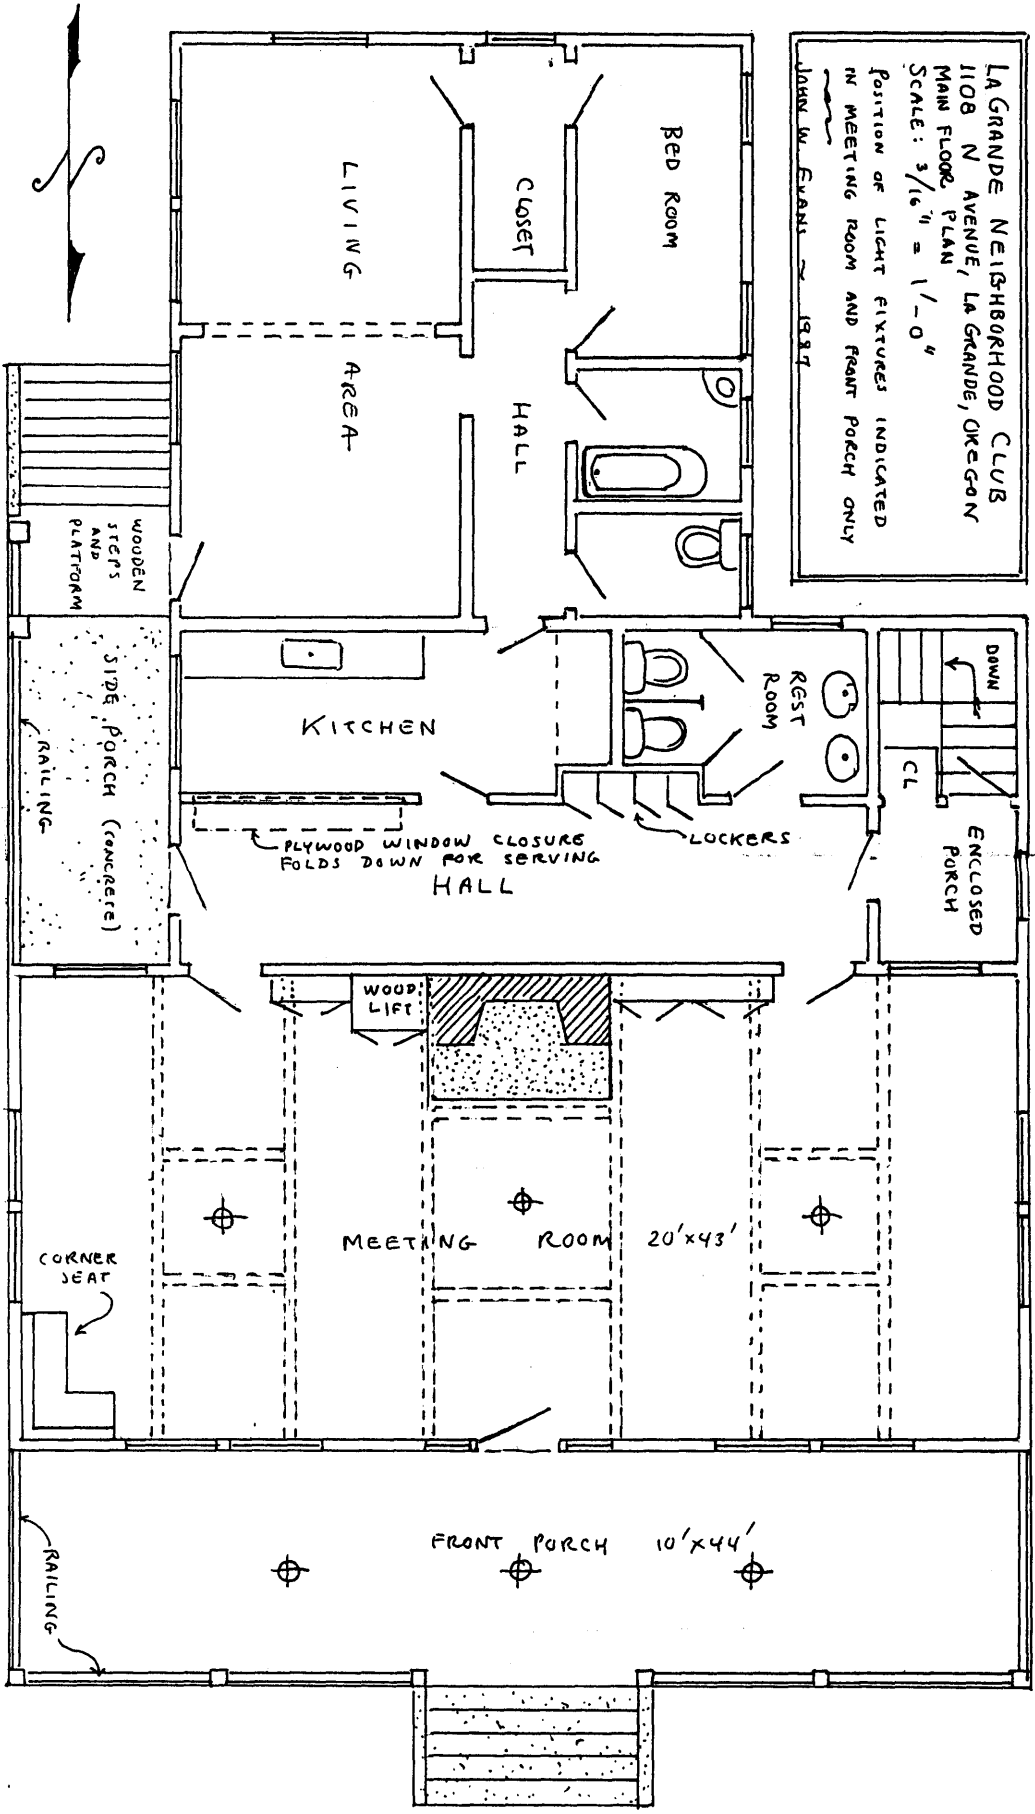 LA GRANDE NEIGHBORHOOD CLUB
1108 N AVENUE, LA GRANDE, OREGON
MAIN FLOOR PLAN
SCALE: 3/16" = 1'-0"
POSITION OF LIGHT FIXTURES INDICATED
IN MEETING ROOM AND FRONT PORCH ONLY
JOHN W. EVANS ~ 1987
BED ROOM
CLOSET
LIVING
AREA
HALL
WOODEN
STEPS
AND
PLATFORM
SIDE PORCH (CONCRETE)
RAILING
KITCHEN
REST
ROOM
DOWN
CL
LOCKERS
PLYWOOD WINDOW CLOSURE
FOLDS DOWN FOR SERVING
HALL
ENCLOSED
PORCH
WOOD
LIFT
MEETING ROOM 20'x43'
CORNER
SEAT
FRONT PORCH 10'x44'
RAILING